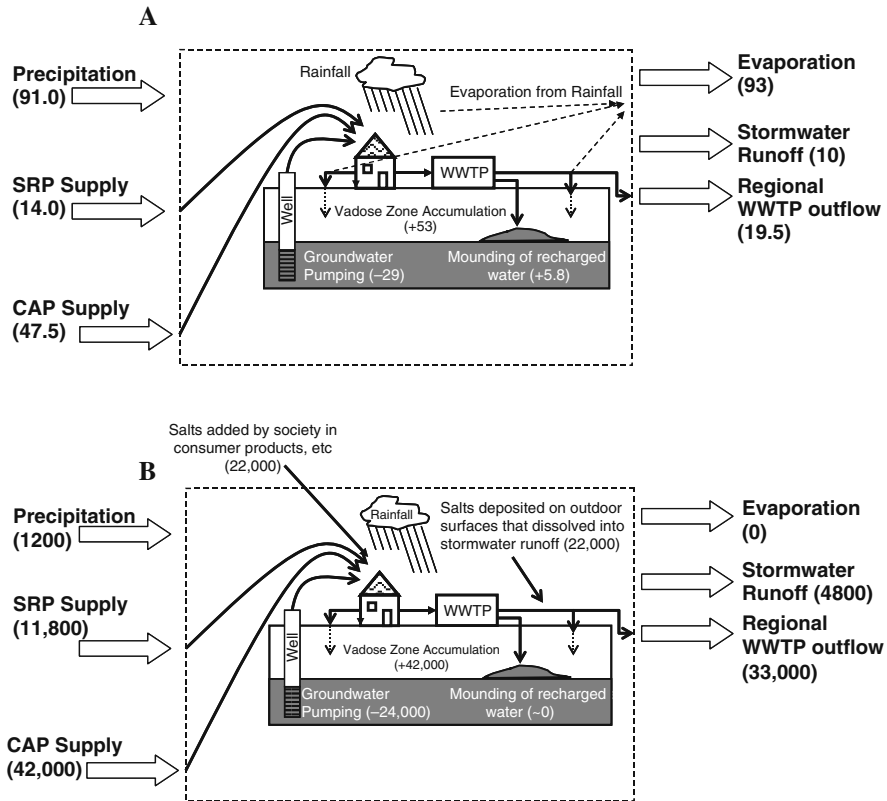 A
Precipitation
(91.0)
SRP Supply
(14.0)
CAP Supply
(47.5)
Rainfall
Evaporation from Rainfall
WWTP
Well
Vadose Zone Accumulation
(+53)
Groundwater
Pumping (–29)
Mounding of recharged
water (+5.8)
Evaporation
(93)
Stormwater
Runoff (10)
Regional
WWTP outflow
(19.5)
B
Salts added by society in
consumer products, etc
(22,000)
Precipitation
(1200)
SRP Supply
(11,800)
CAP Supply
(42,000)
Rainfall
Salts deposited on outdoor
surfaces that dissolved into
stormwater runoff (22,000)
WWTP
Well
Vadose Zone Accumulation
(+42,000)
Groundwater
Pumping (–24,000)
Mounding of recharged
water (~0)
Evaporation
(0)
Stormwater
Runoff (4800)
Regional
WWTP outflow
(33,000)